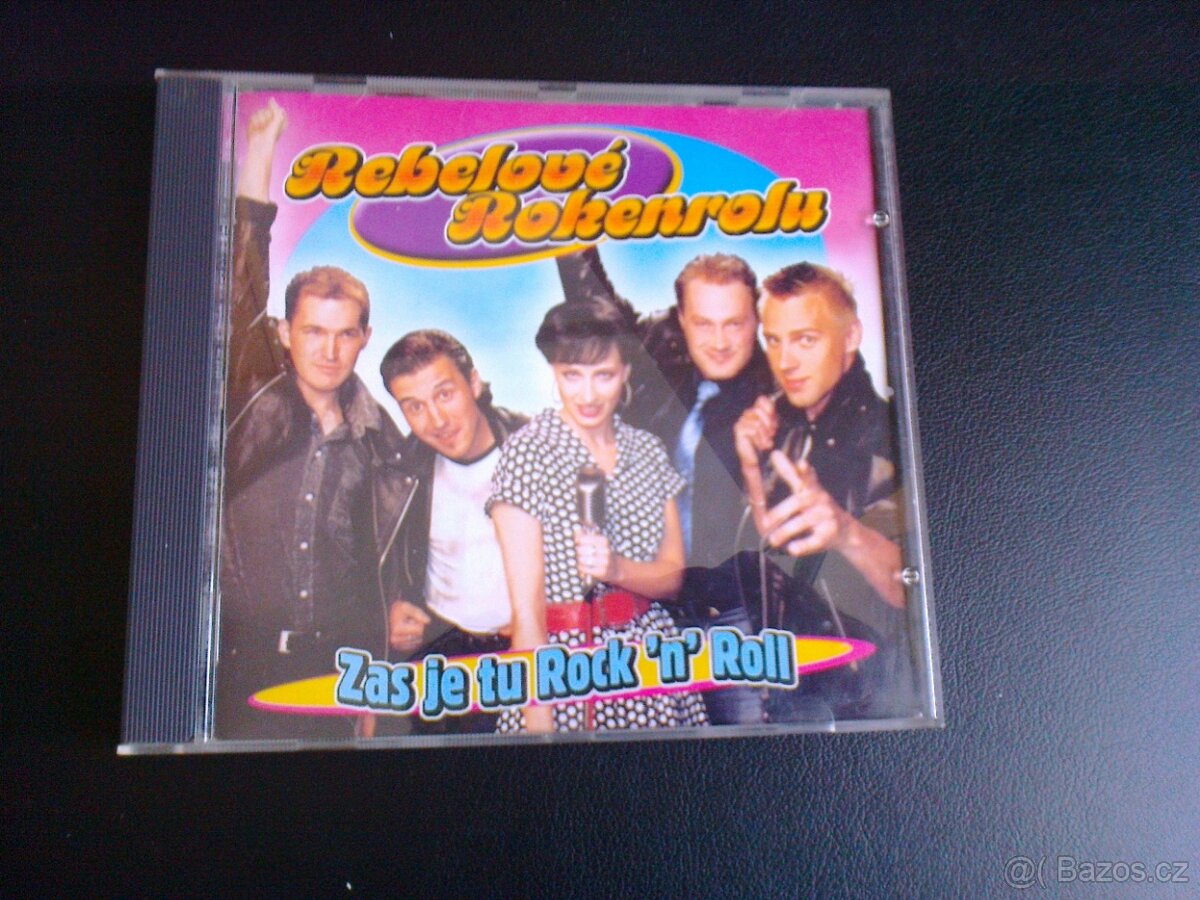 Rebelové
Rokenrolu
Zas je tu Rock 'n' Roll
@( Bazos.cz